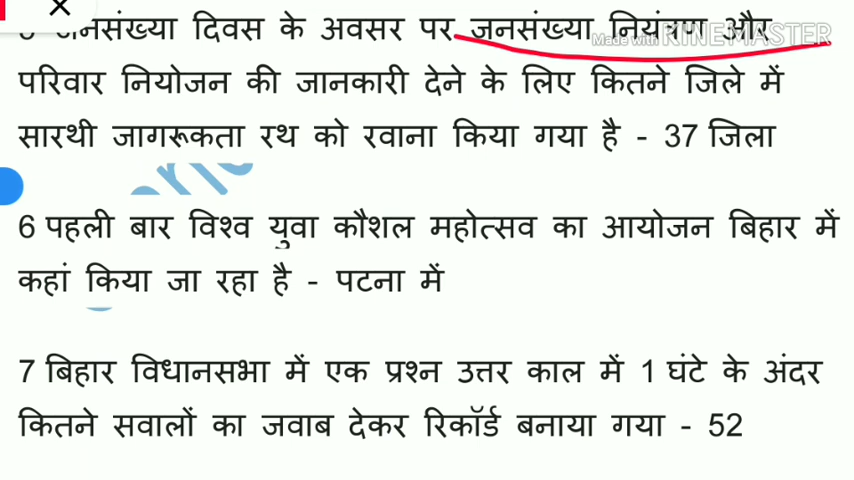 जनसंख्या दिवस के अवसर पर जनसंख्या नियंत्रण और
Made with KINEMASTER
परिवार नियोजन की जानकारी देने के लिए कितने जिले में
सारथी जागरूकता रथ को रवाना किया गया है - 37 जिला
6 पहली बार विश्व युवा कौशल महोत्सव का आयोजन बिहार में
कहां किया जा रहा है - पटना में
7 बिहार विधानसभा में एक प्रश्न उत्तर काल में 1 घंटे के अंदर
कितने सवालों का जवाब देकर रिकॉर्ड बनाया गया - 52